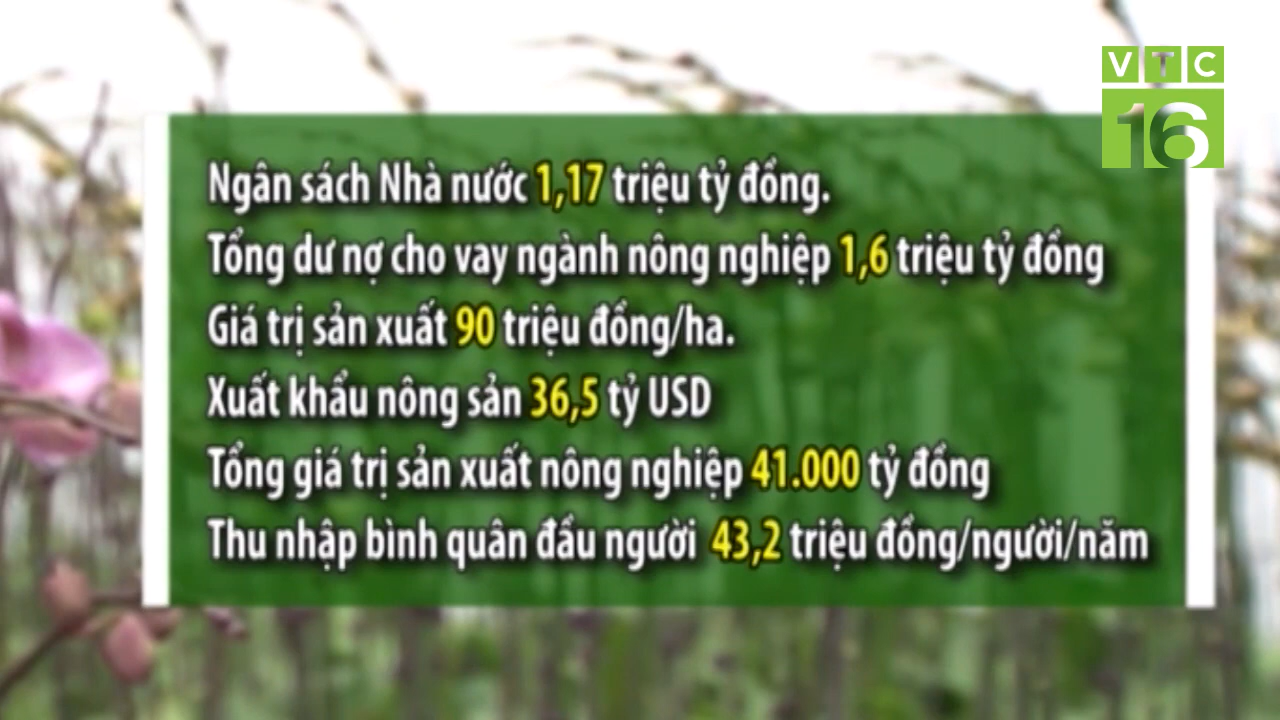 VTC
16
Ngân sách Nhà nước 1,17 triệu tỷ đồng.
Tổng dư nợ cho vay ngành nông nghiệp 1,6 triệu tỷ đồng
Giá trị sản xuất 90 triệu đồng/ha.
Xuất khẩu nông sản 36,5 tỷ USD
Tổng giá trị sản xuất nông nghiệp 41.000 tỷ đồng
Thu nhập bình quân đầu người 43,2 triệu đồng/người/năm